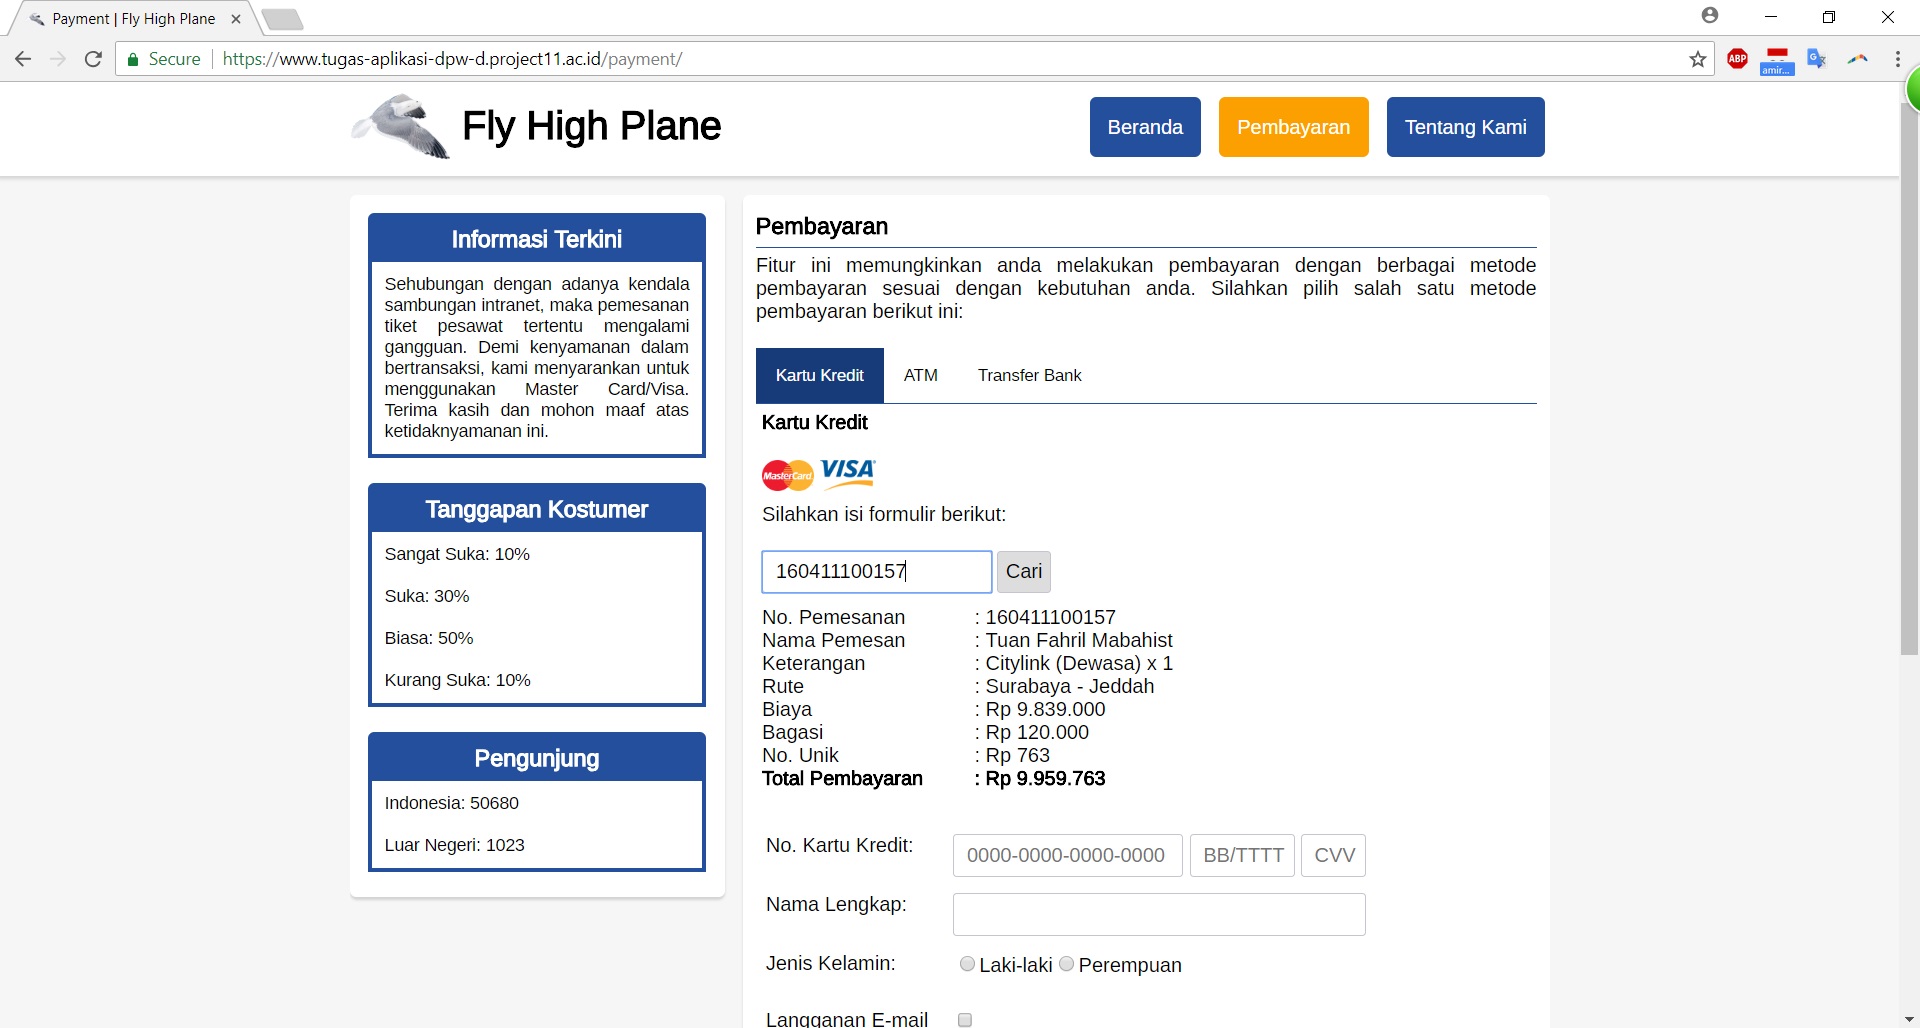 Payment | Fly High Plane
Secure
https://www.tugas-aplikasi-dpw-d.project11.ac.id/payment/
ABP
amir...
Fly High Plane
Beranda
Pembayaran
Tentang Kami
Informasi Terkini
Sehubungan dengan adanya kendala
sambungan intranet, maka pemesanan
tiket pesawat tertentu mengalami
gangguan. Demi kenyamanan dalam
bertransaksi, kami menyarankan untuk
menggunakan Master Card/Visa.
Terima kasih dan mohon maaf atas
ketidaknyamanan ini.
Tanggapan Kostumer
Sangat Suka: 10%
Suka: 30%
Biasa: 50%
Kurang Suka: 10%
Pengunjung
Indonesia: 50680
Luar Negeri: 1023
Pembayaran
Fitur ini memungkinkan anda melakukan pembayaran dengan berbagai metode
pembayaran sesuai dengan kebutuhan anda. Silahkan pilih salah satu metode
pembayaran berikut ini:
Kartu Kredit ATM Transfer Bank
Kartu Kredit
MasterCard VISA
Silahkan isi formulir berikut:
160411100157 Cari
No. Pemesanan : 160411100157
Nama Pemesan : Tuan Fahril Mabahist
Keterangan : Citylink (Dewasa) x 1
Rute : Surabaya - Jeddah
Biaya : Rp 9.839.000
Bagasi : Rp 120.000
No. Unik : Rp 763
Total Pembayaran : Rp 9.959.763
No. Kartu Kredit: 0000-0000-0000-0000 BB/TTTT CVV
Nama Lengkap:
Jenis Kelamin: Laki-laki Perempuan
Langganan E-mail